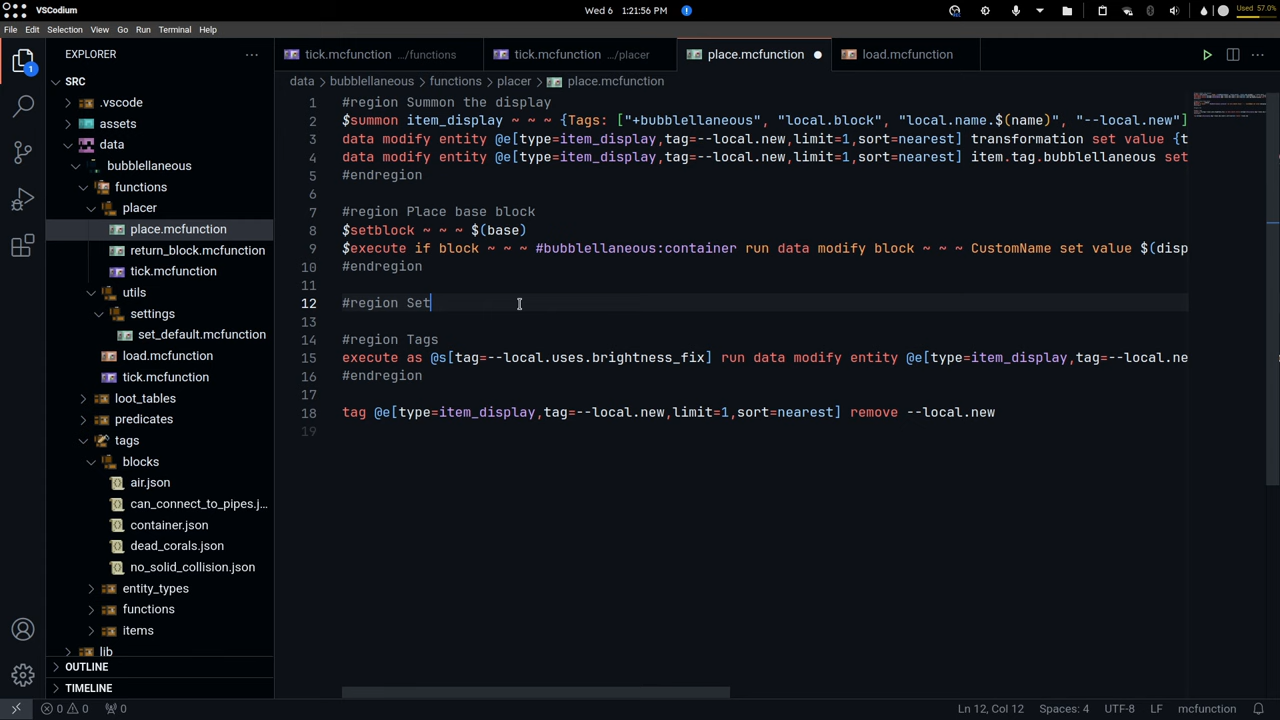 VSCodium
Wed 6 1:21:56 PM
Used 57.0%
File Edit Selection View Go Run Terminal Help
EXPLORER
tick.mcfunction .../functions
tick.mcfunction .../placer
place.mcfunction
load.mcfunction
data > bubblellaneous > functions > placer > place.mcfunction
1
SRC
.vscode
assets
data
bubblellaneous
functions
placer
place.mcfunction
return_block.mcfunction
tick.mcfunction
utils
settings
set_default.mcfunction
load.mcfunction
tick.mcfunction
loot_tables
predicates
tags
blocks
air.json
can_connect_to_pipes.j...
container.json
dead_corals.json
no_solid_collision.json
entity_types
functions
items
lib
OUTLINE
TIMELINE
1 #region Summon the display
2 $summon item_display ~ ~ ~ {Tags: ["+bubblellaneous", "local.block", "local.name.$(name)", "--local.new"]
3 data modify entity @e[type=item_display,tag=--local.new,limit=1,sort=nearest] transformation set value {t
4 data modify entity @e[type=item_display,tag=--local.new,limit=1,sort=nearest] item.tag.bubblellaneous set
5 #endregion
6
7 #region Place base block
8 $setblock ~ ~ ~ $(base)
9 $execute if block ~ ~ ~ #bubblellaneous:container run data modify block ~ ~ ~ CustomName set value $(disp
10 #endregion
11
12 #region Set
13
14 #region Tags
15 execute as @s[tag=--local.uses.brightness_fix] run data modify entity @e[type=item_display,tag=--local.ne
16 #endregion
17
18 tag @e[type=item_display,tag=--local.new,limit=1,sort=nearest] remove --local.new
19
0 0 0
Ln 12, Col 12 Spaces: 4 UTF-8 LF mcfunction